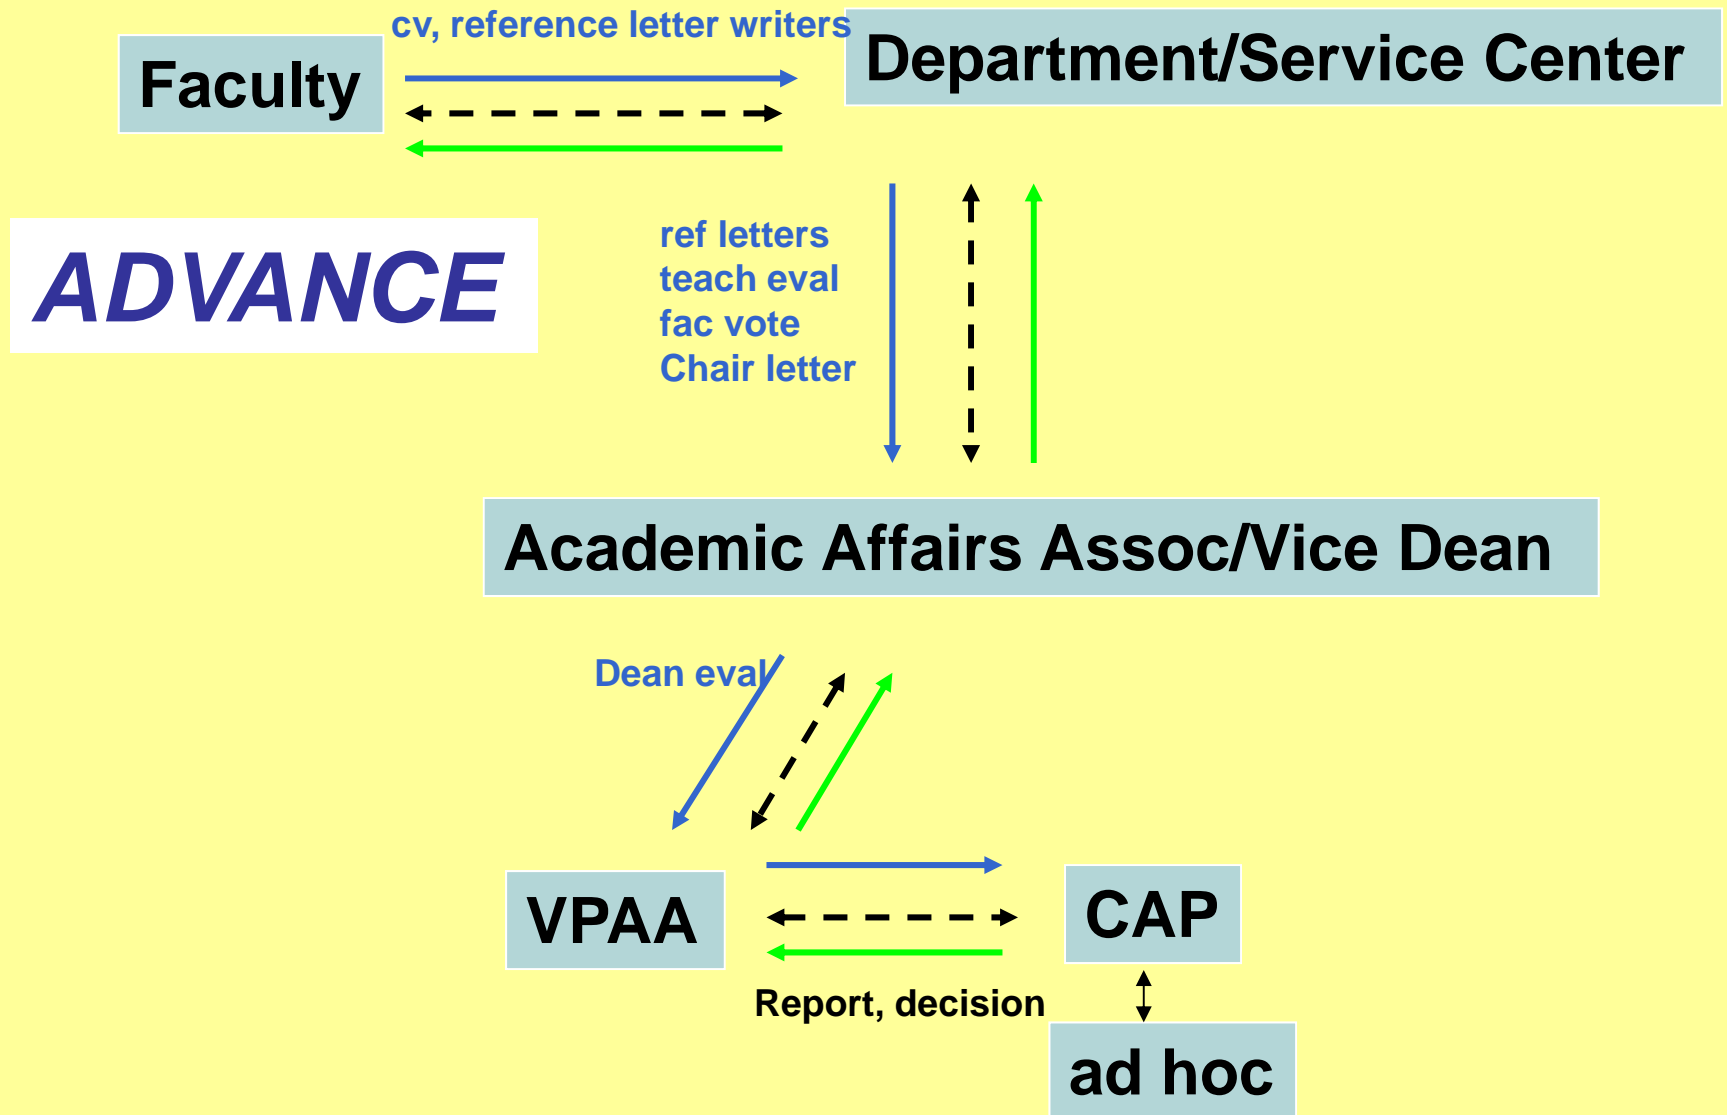 cv, reference letter writers
Faculty
Department/Service Center
ADVANCE
ref letters
teach eval
fac vote
Chair letter
Academic Affairs Assoc/Vice Dean
Dean eval
VPAA
CAP
Report, decision
ad hoc